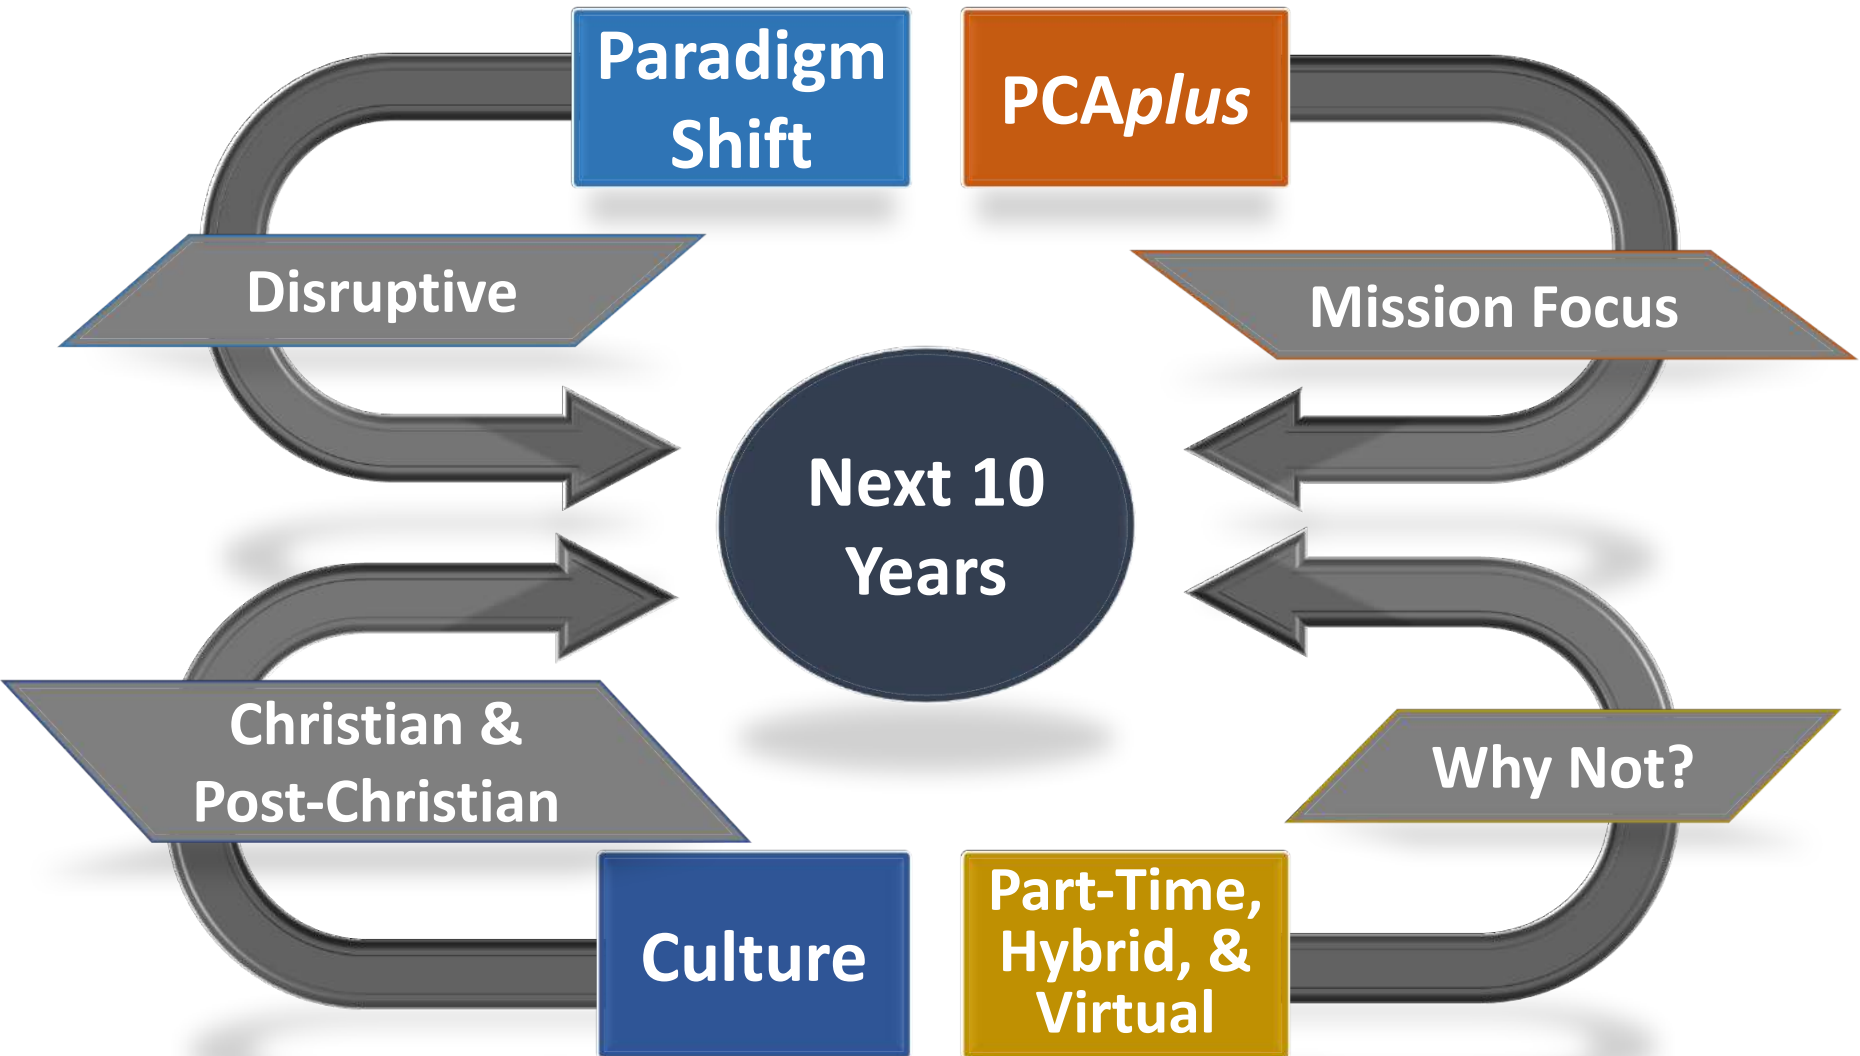 Paradigm
Shift
PCAplus
Disruptive
Mission Focus
Next 10
Years
Christian &
Post-Christian
Why Not?
Culture
Part-Time,
Hybrid, &
Virtual